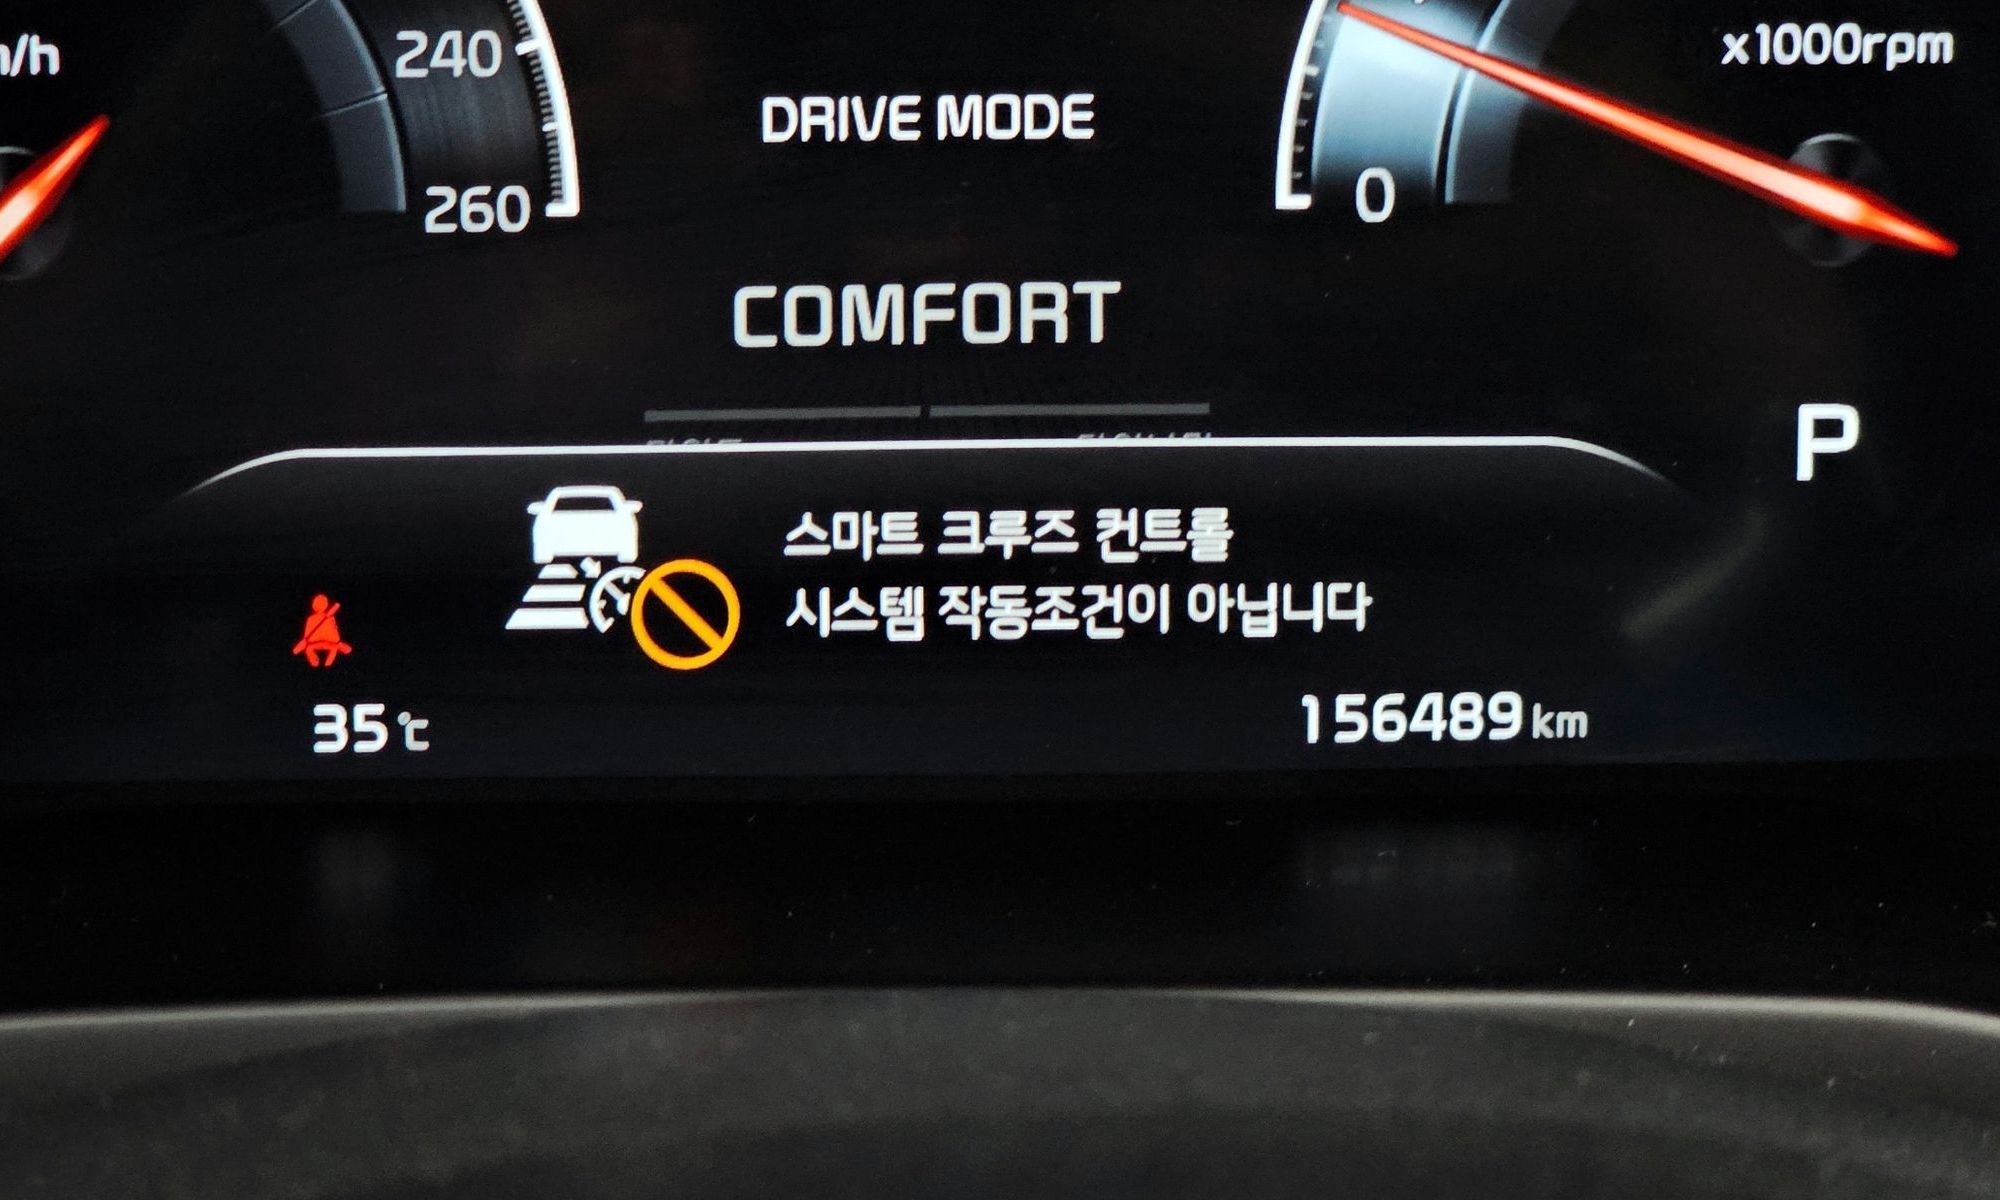 240
x1000rpm
DRIVE MODE
260
0
COMFORT
P
스마트 크루즈 컨트롤
시스템 작동조건이 아닙니다
35℃
156489 km